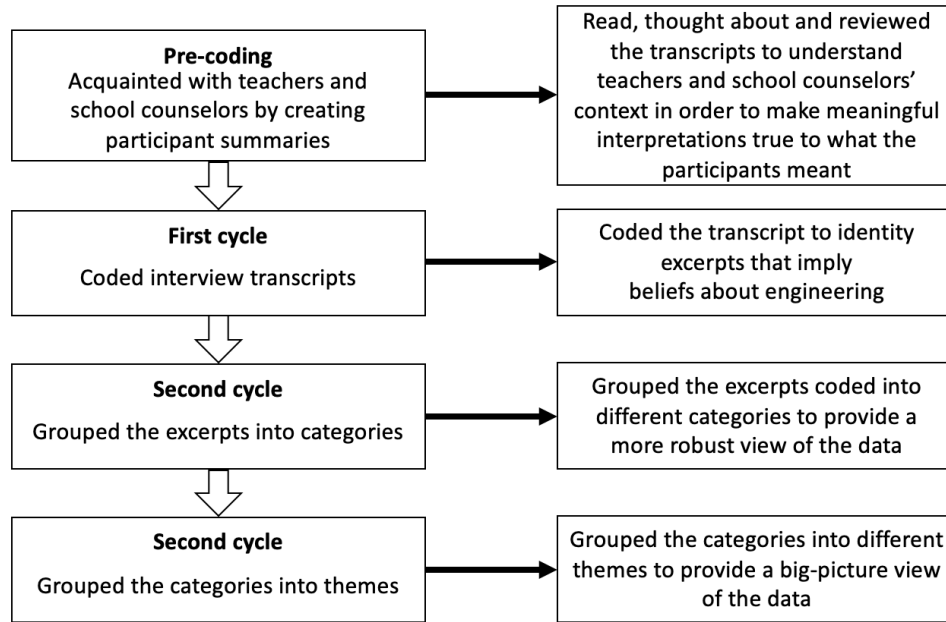 Pre-coding
Acquainted with teachers and
school counselors by creating
participant summaries
Read, thought about and reviewed
the transcripts to understand
teachers and school counselors’
context in order to make meaningful
interpretations true to what the
participants meant
First cycle
Coded interview transcripts
Coded the transcript to identity
excerpts that imply
beliefs about engineering
Second cycle
Grouped the excerpts into categories
Grouped the excerpts coded into
different categories to provide a
more robust view of the data
Second cycle
Grouped the categories into themes
Grouped the categories into different
themes to provide a big-picture view
of the data